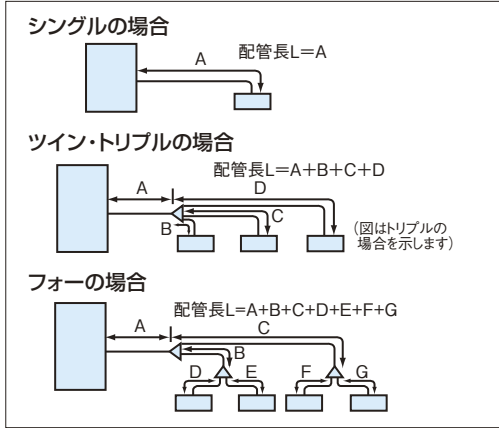 シングルの場合
配管長L＝A
A
ツイン・トリプルの場合
配管長L＝A＋B＋C＋D
A
D
C
B
(図はトリプルの
場合を示します)
フォーの場合
配管長L=A+B+C+D+E+F+G
A
C
B
D
E
F
G